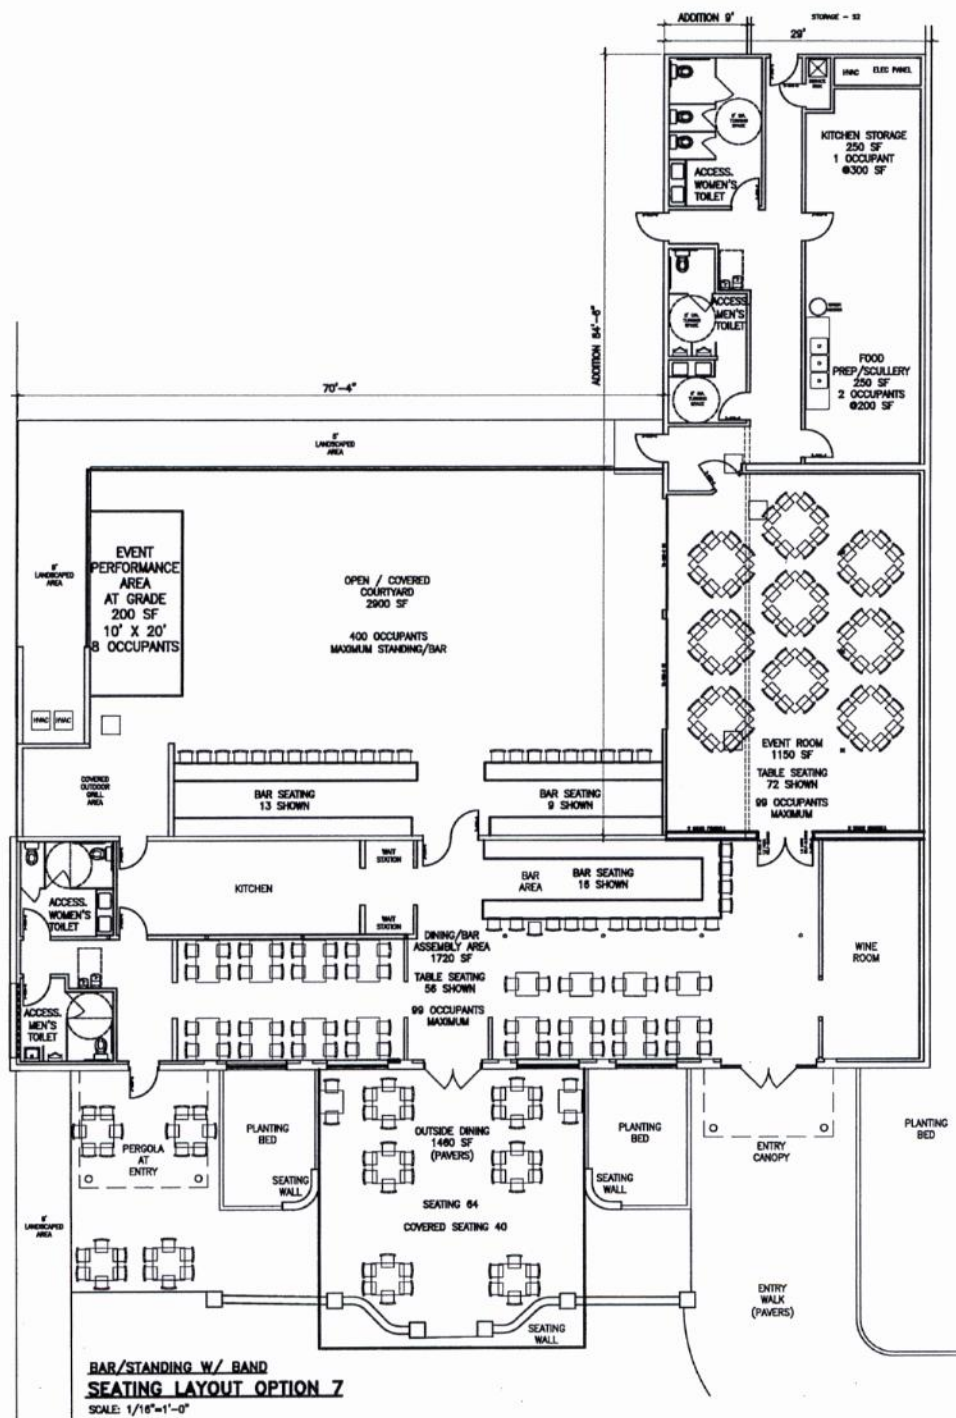 ADDITION 9'
STORAGE - S2
29'
HVAC
ELEC PANEL
KITCHEN STORAGE
250 SF
1 OCCUPANT
@300 SF
ACCESS.
WOMEN'S
TOILET
ACCESS.
MEN'S
TOILET
ADDITION 84'-6"
FOOD
PREP/SCULLERY
250 SF
2 OCCUPANTS
@200 SF
70'-4"
LANDSCAPED
AREA
LANDSCAPED
AREA
EVENT
PERFORMANCE
AREA
AT GRADE
200 SF
10' X 20'
8 OCCUPANTS
OPEN / COVERED
COURTYARD
2900 SF
400 OCCUPANTS
MAXIMUM STANDING/BAR
HVAC
HVAC
EVENT ROOM
1150 SF
TABLE SEATING
72 SHOWN
99 OCCUPANTS
MAXIMUM
COVERED
OUTDOOR
GRILL
AREA
BAR SEATING
13 SHOWN
BAR SEATING
9 SHOWN
WAIT
STATION
KITCHEN
BAR
AREA
BAR SEATING
16 SHOWN
ACCESS.
WOMEN'S
TOILET
WAIT
STATION
DINING/BAR
ASSEMBLY AREA
1720 SF
TABLE SEATING
56 SHOWN
99 OCCUPANTS
MAXIMUM
WINE
ROOM
ACCESS.
MEN'S
TOILET
PERGOLA
AT
ENTRY
PLANTING
BED
SEATING
WALL
OUTSIDE DINING
1460 SF
(PAVERS)
SEATING 64
COVERED SEATING 40
PLANTING
BED
SEATING
WALL
ENTRY
CANOPY
PLANTING
BED
LANDSCAPED
AREA
ENTRY
WALK
(PAVERS)
SEATING
WALL
BAR/STANDING W/ BAND
SEATING LAYOUT OPTION 7
SCALE: 1/16"=1'-0"